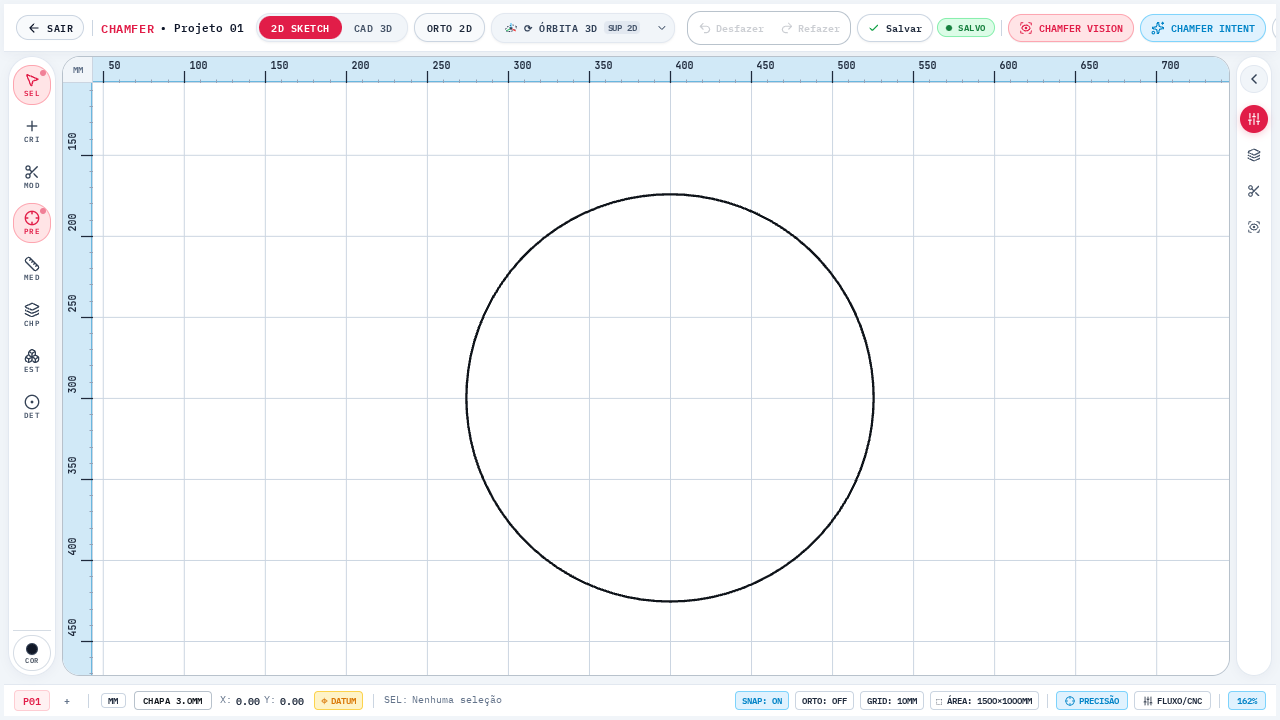 SAIR
CHAMFER • Projeto 01
2D SKETCH
CAD 3D
ORTO 2D
⟳ ÓRBITA 3D
SUP 2D
Desfazer
Refazer
Salvar
SALVO
CHAMFER VISION
CHAMFER INTENT
MM
50 100 150 200 250 300 350 400 450 500 550 600 650 700
150
200
250
300
350
400
450
SEL
CRI
MOD
PRE
MED
CHP
EST
DET
COR
P01
+
MM
CHAPA 3.0MM
X: 0.00 Y: 0.00
⌖ DATUM
SEL: Nenhuma seleção
SNAP: ON
ORTO: OFF
GRID: 10MM
ÁREA: 1500×1000MM
PRECISÃO
FLUXO/CNC
162%